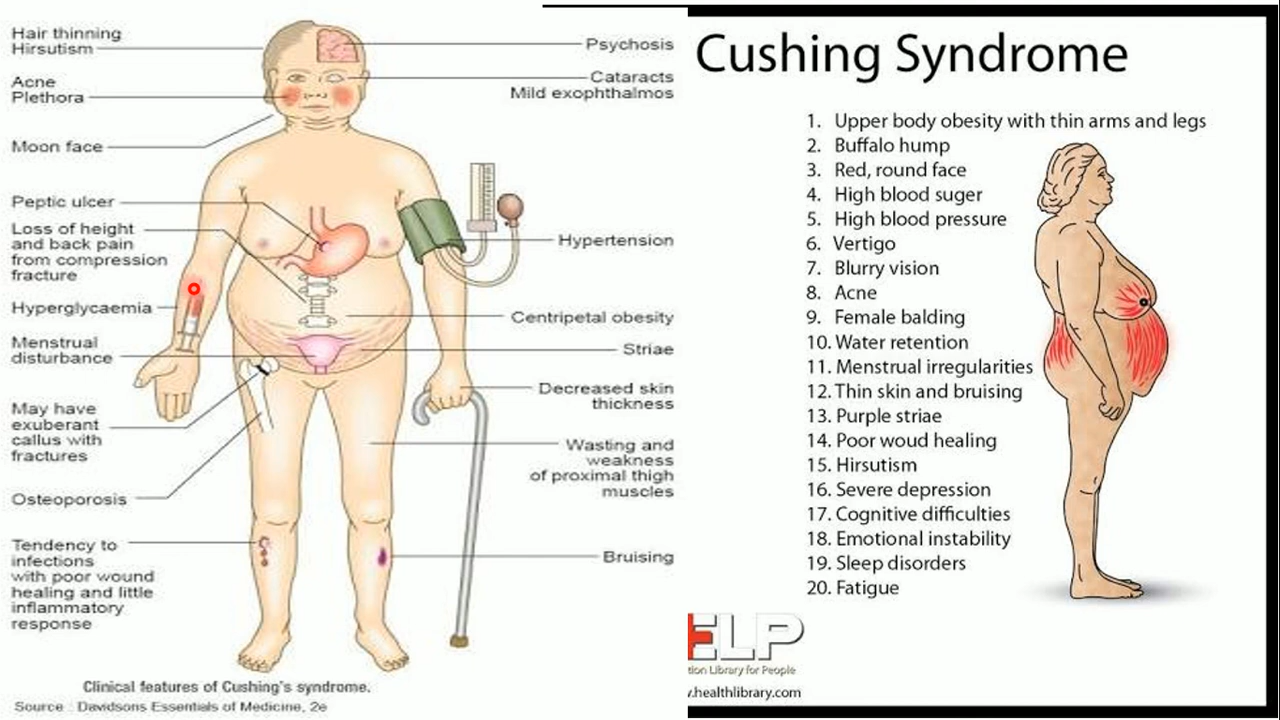 Hair thinning
Hirsutism
Acne
Plethora
Moon face
Peptic ulcer
Loss of height
and back pain
from compression
fracture
Hyperglycaemia
Menstrual
disturbance
May have
exuberant
callus with
fractures
Osteoporosis
Tendency to
infections
with poor wound
healing and little
inflammatory
response
Psychosis
Cataracts
Mild exophthalmos
Hypertension
Centripetal obesity
Striae
Decreased skin
thickness
Wasting and
weakness
of proximal thigh
muscles
Bruising
Clinical features of Cushing's syndrome.
Source : Davidsons Essentials of Medicine, 2e
Cushing Syndrome
1. Upper body obesity with thin arms and legs
2. Buffalo hump
3. Red, round face
4. High blood suger
5. High blood pressure
6. Vertigo
7. Blurry vision
8. Acne
9. Female balding
10. Water retention
11. Menstrual irregularities
12. Thin skin and bruising
13. Purple striae
14. Poor woud healing
15. Hirsutism
16. Severe depression
17. Cognitive difficulties
18. Emotional instability
19. Sleep disorders
20. Fatigue
ELP
tion Library for People
.healthlibrary.com